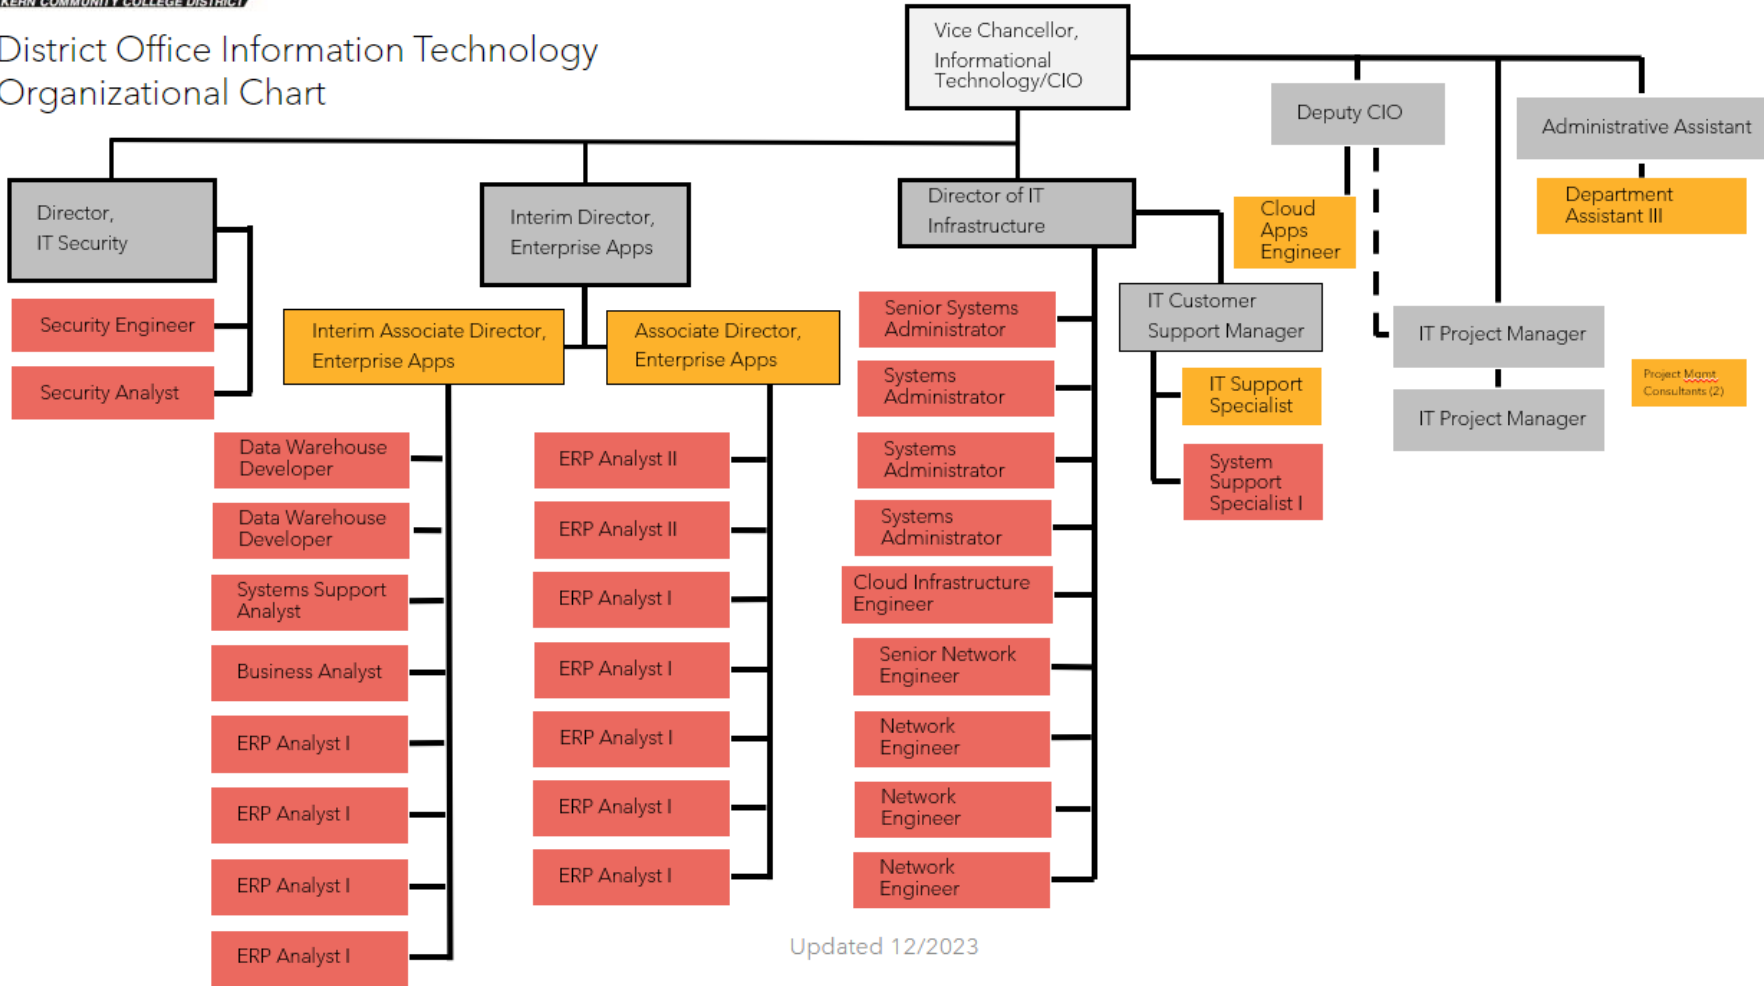 KERN COMMUNITY COLLEGE DISTRICT
District Office Information Technology
Organizational Chart
Vice Chancellor,
Informational
Technology/CIO
Deputy CIO
Administrative Assistant
Department
Assistant III
Cloud
Apps
Engineer
IT Project Manager
IT Project Manager
Project Mgmt
Consultants (2)
Director,
IT Security
Security Engineer
Security Analyst
Interim Director,
Enterprise Apps
Interim Associate Director,
Enterprise Apps
Data Warehouse
Developer
Data Warehouse
Developer
Systems Support
Analyst
Business Analyst
ERP Analyst I
ERP Analyst I
ERP Analyst I
ERP Analyst I
Associate Director,
Enterprise Apps
ERP Analyst II
ERP Analyst II
ERP Analyst I
ERP Analyst I
ERP Analyst I
ERP Analyst I
ERP Analyst I
Director of IT
Infrastructure
Senior Systems
Administrator
Systems
Administrator
Systems
Administrator
Systems
Administrator
Cloud Infrastructure
Engineer
Senior Network
Engineer
Network
Engineer
Network
Engineer
Network
Engineer
IT Customer
Support Manager
IT Support
Specialist
System
Support
Specialist I
Updated 12/2023